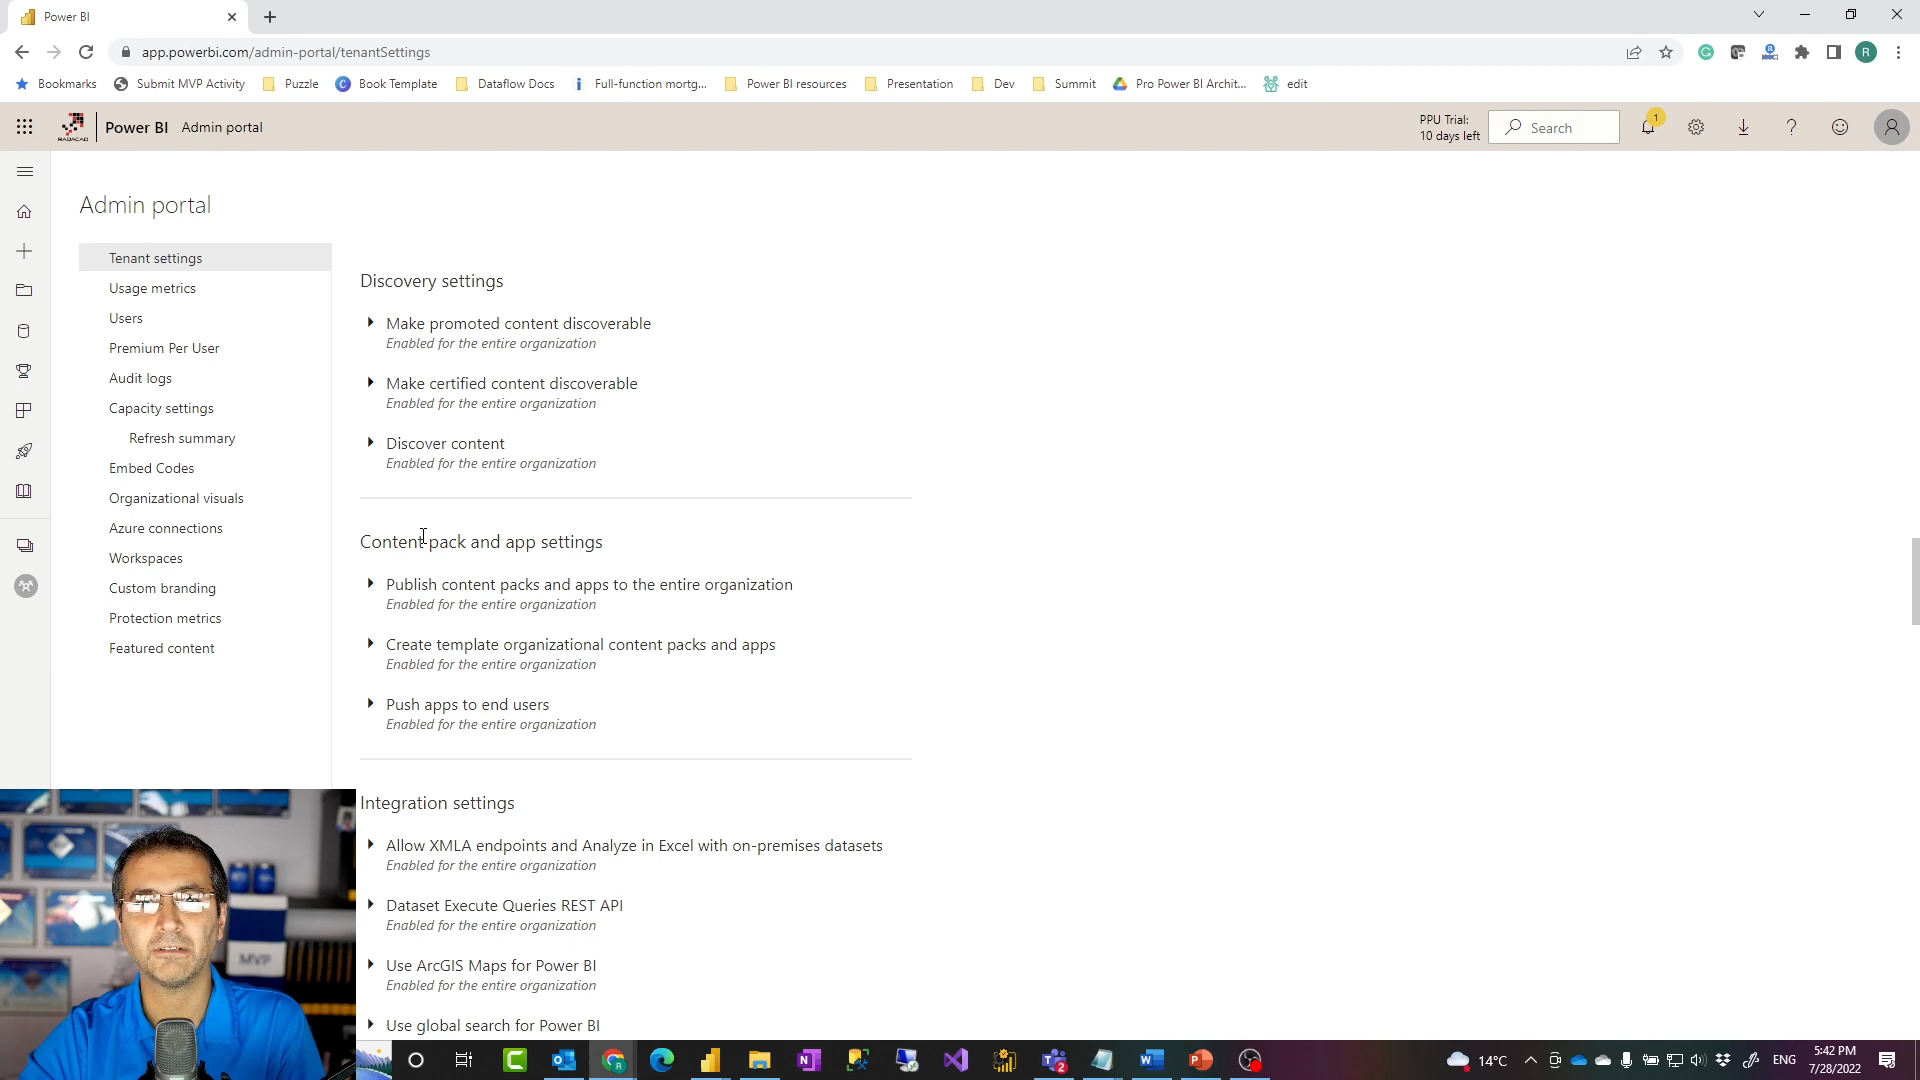 Power BI
app.powerbi.com/admin-portal/tenantSettings
Bookmarks
Submit MVP Activity
Puzzle
Book Template
Dataflow Docs
Full-function mortg...
Power BI resources
Presentation
Dev
Summit
Pro Power BI Archit...
edit
RADACAD
Power BI
Admin portal
PPU Trial:
10 days left
Search
1
Admin portal
Tenant settings
Usage metrics
Users
Premium Per User
Audit logs
Capacity settings
Refresh summary
Embed Codes
Organizational visuals
Azure connections
Workspaces
Custom branding
Protection metrics
Featured content
Discovery settings
Make promoted content discoverable
Enabled for the entire organization
Make certified content discoverable
Enabled for the entire organization
Discover content
Enabled for the entire organization
Content pack and app settings
Publish content packs and apps to the entire organization
Enabled for the entire organization
Create template organizational content packs and apps
Enabled for the entire organization
Push apps to end users
Enabled for the entire organization
Integration settings
Allow XMLA endpoints and Analyze in Excel with on-premises datasets
Enabled for the entire organization
Dataset Execute Queries REST API
Enabled for the entire organization
Use ArcGIS Maps for Power BI
Enabled for the entire organization
Use global search for Power BI
MVP
14°C
ENG
5:42 PM
7/28/2022